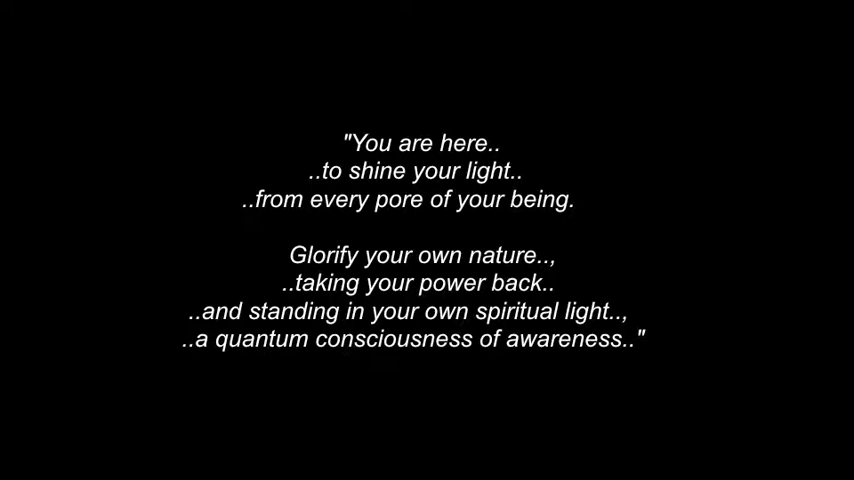 "You are here..
..to shine your light..
..from every pore of your being.
Glorify your own nature..,
..taking your power back..
..and standing in your own spiritual light..,
..a quantum consciousness of awareness.."